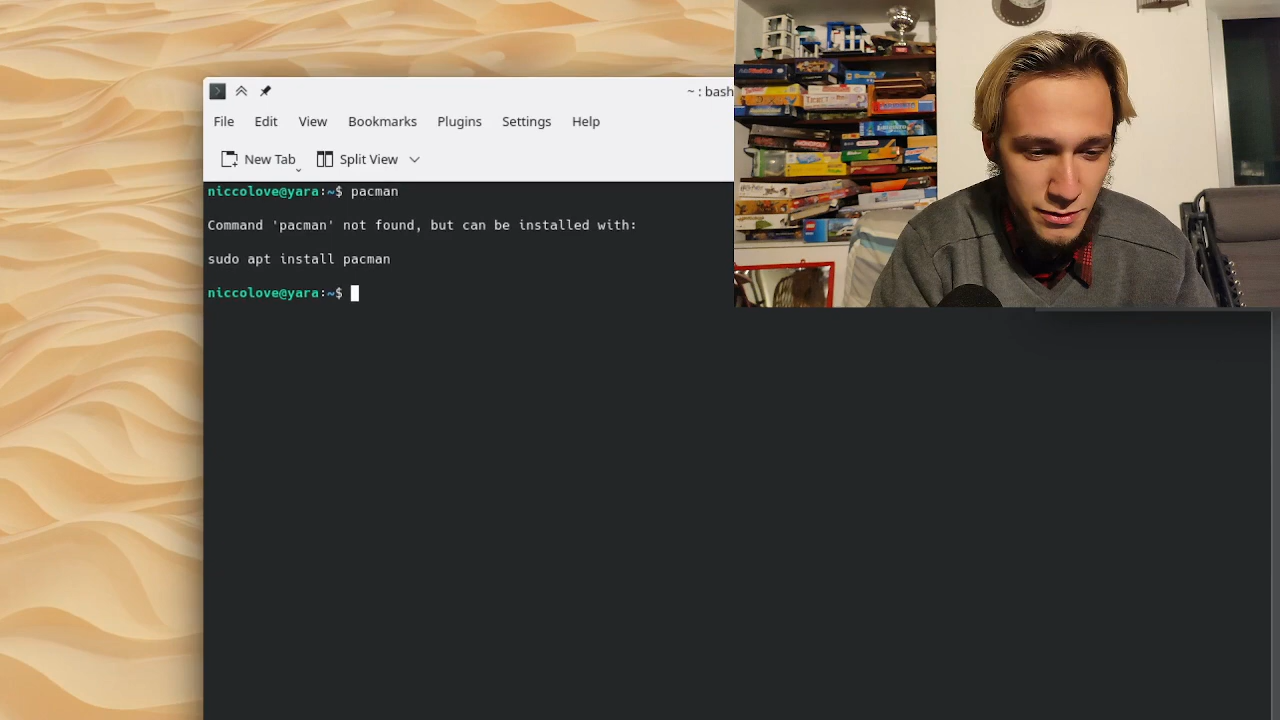 ~ : bash
File Edit View Bookmarks Plugins Settings Help
New Tab Split View
niccolove@yara:~$ pacman
Command 'pacman' not found, but can be installed with:
sudo apt install pacman
niccolove@yara:~$